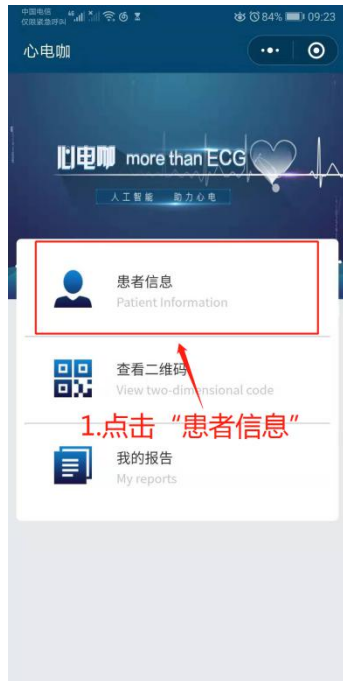 中国电信
仅限紧急呼叫
84% 09:23
心电咖
心电咖 more than ECG
人工智能 助力心电
患者信息
Patient Information
查看二维码
View two-dimensional code
1.点击“患者信息”
我的报告
My reports